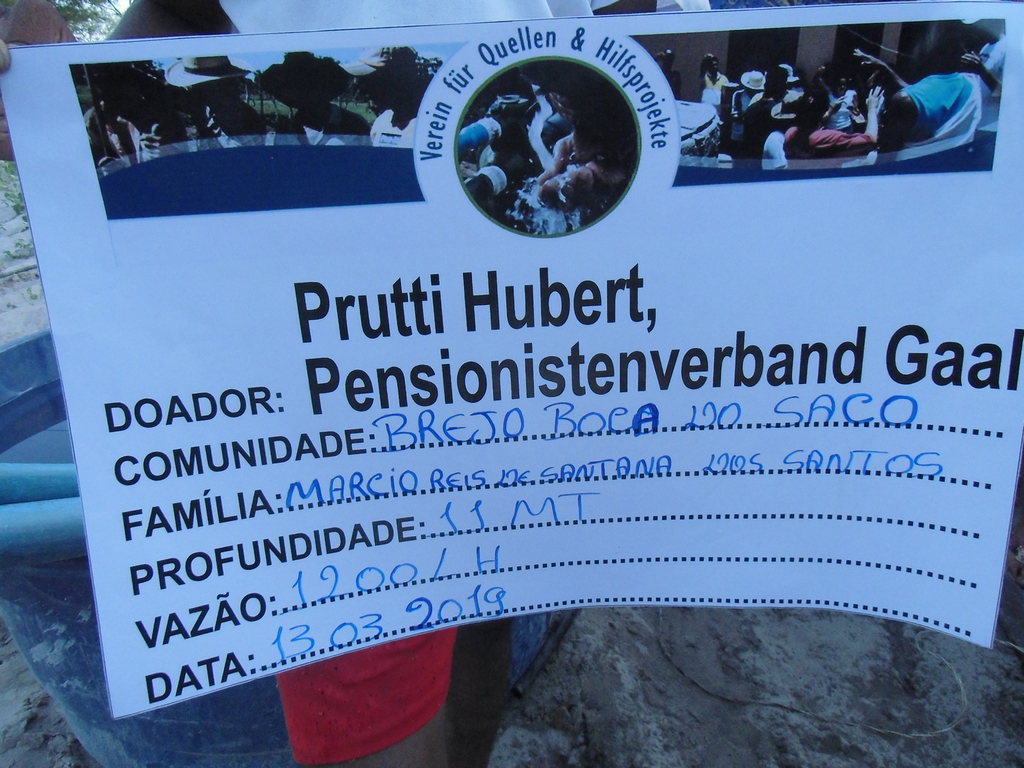 Verein für Quellen & Hilfsprojekte
Prutti Hubert,
DOADOR: Pensionistenverband Gaal
COMUNIDADE: BREJO BOCA DO SACO
FAMÍLIA: MARCIO REIS DE SANTANA DOS SANTOS
PROFUNDIDADE: 11 MT
VAZÃO: 1200/H
DATA: 13 03 2019